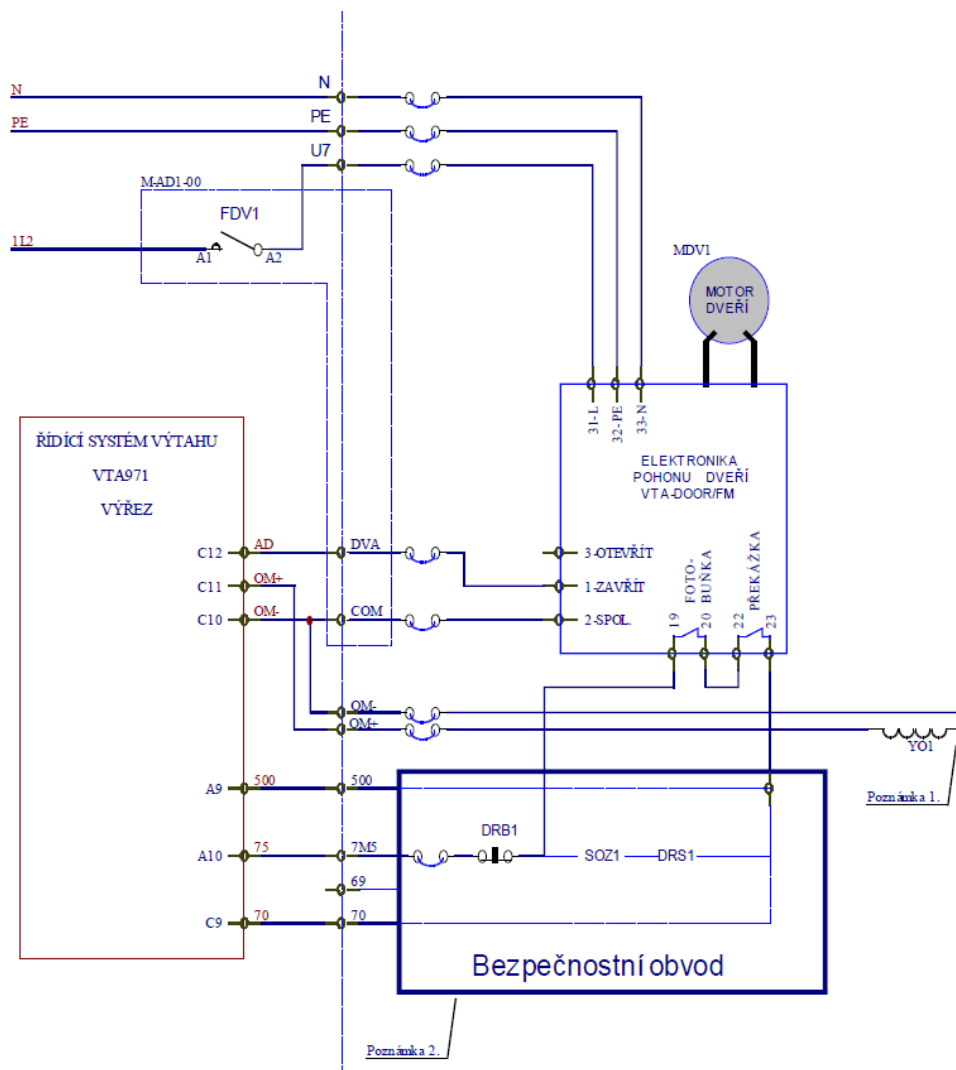 N
N
PE
PE
U7
M-AD1-00
FDV1
1L2
A1
A2
MDV1
MOTOR
DVEŘÍ
31-L
32-PE
33-N
ELEKTRONIKA
POHONU DVEŘÍ
VTA-DOOR/FM
ŘÍDÍCÍ SYSTÉM VÝTAHU
VTA971
VÝŘEZ
C12
AD
DVA
3-OTEVŘÍT
C11
OM+
1-ZAVŘÍT
C10
OM-
COM
2-SPOL.
FOTO-
BUŇKA
PŘEKÁŽKA
19
20
22
23
OM-
OM+
YO1
Poznámka 1.
A9
500
500
DRB1
A10
75
7M5
SOZ1
DRS1
69
C9
70
70
Bezpečnostní obvod
Poznámka 2.